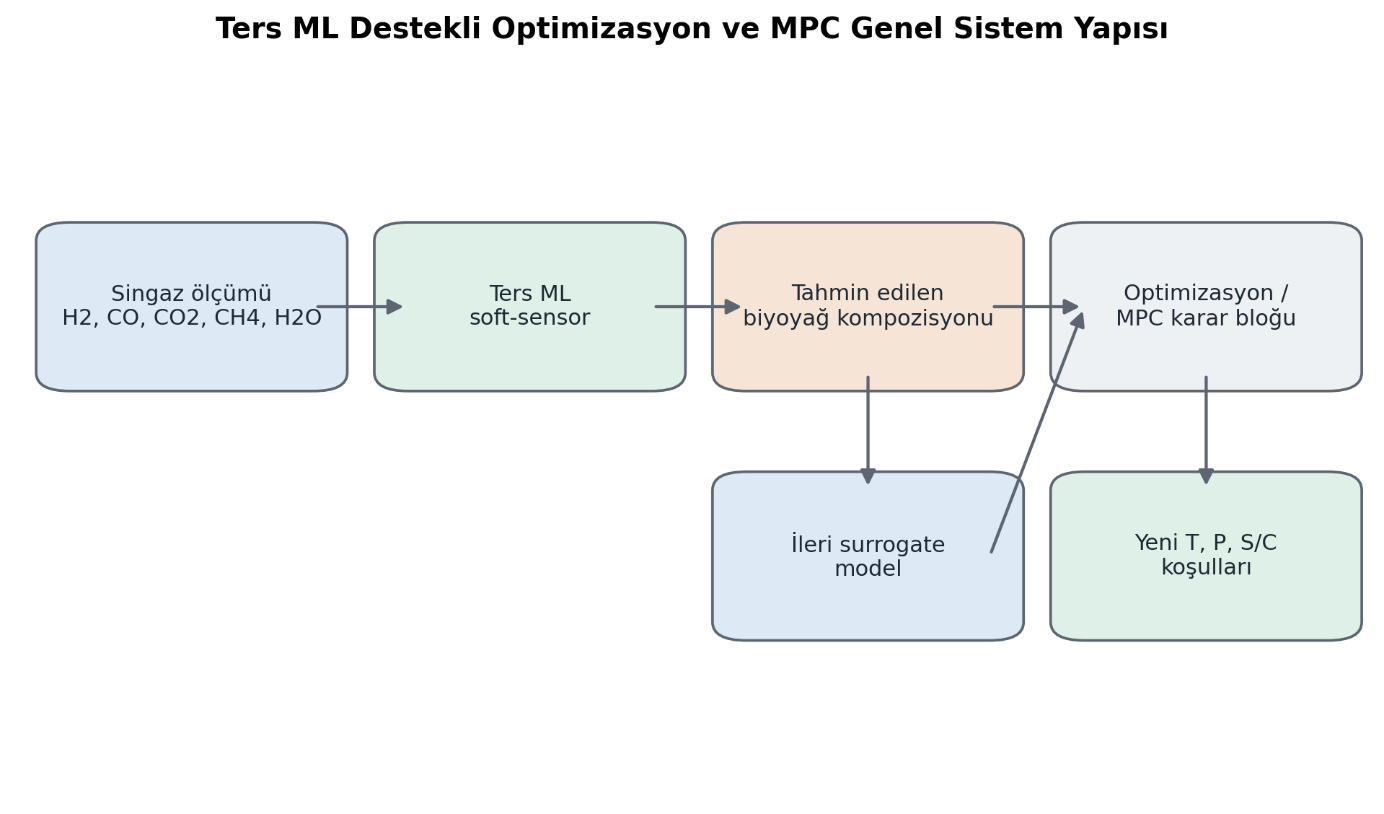 Ters ML Destekli Optimizasyon ve MPC Genel Sistem Yapısı
Singaz ölçümü
H2, CO, CO2, CH4, H2O
Ters ML
soft-sensor
Tahmin edilen
biyoyağ kompozisyonu
Optimizasyon /
MPC karar bloğu
İleri surrogate
model
Yeni T, P, S/C
koşulları